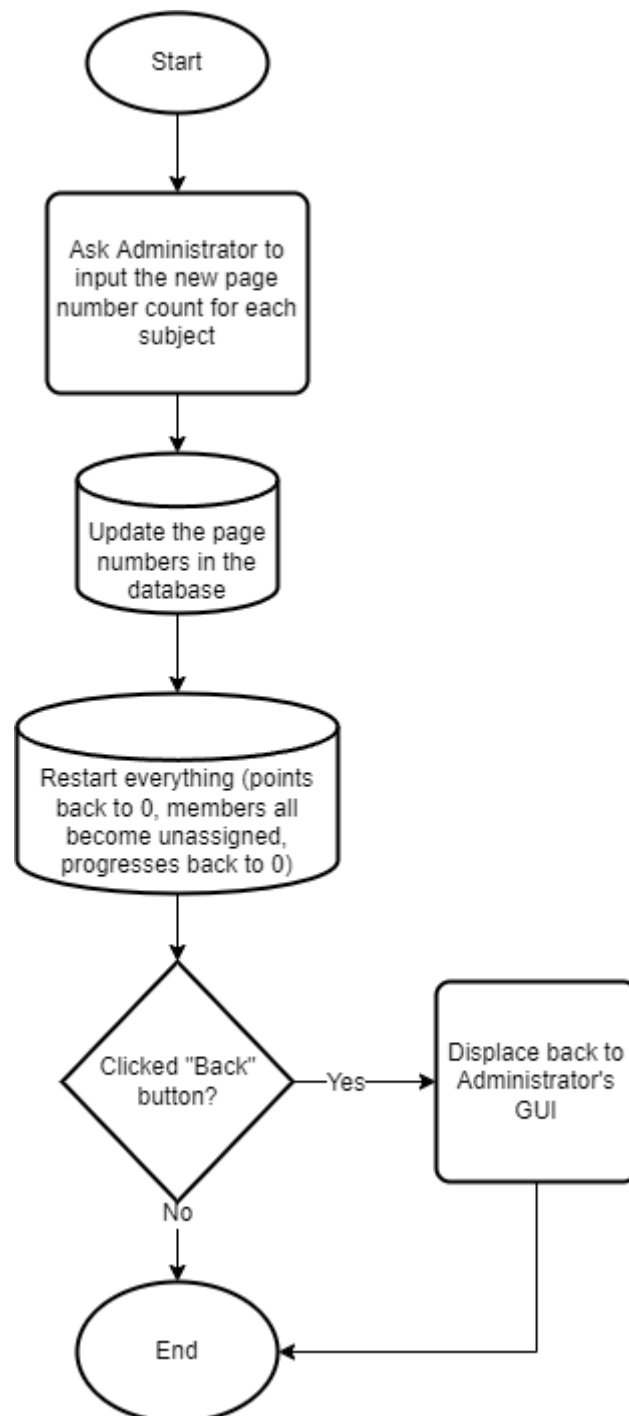 Start
Ask Administrator to
input the new page
number count for each
subject
Update the page
numbers in the
database
Restart everything (points
back to 0, members all
become unassigned,
progresses back to 0)
Clicked "Back"
button?
Yes
Displace back to
Administrator's
GUI
No
End